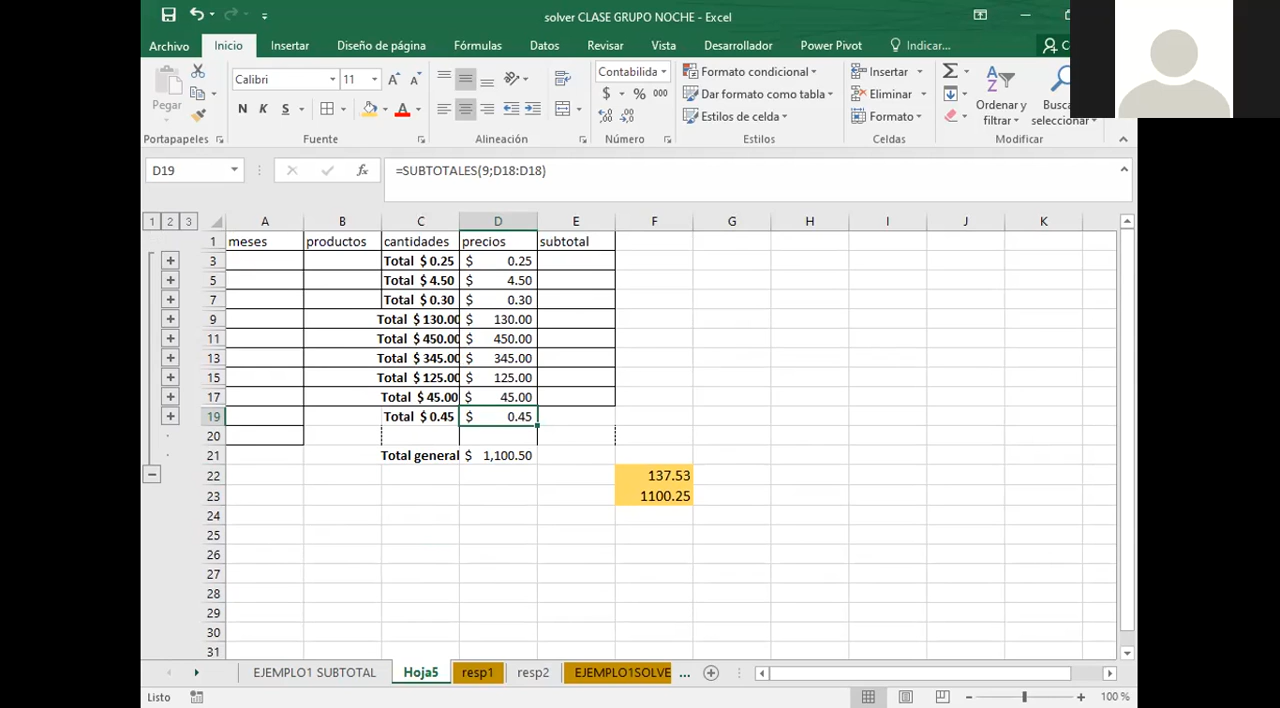 solver CLASE GRUPO NOCHE - Excel
Archivo Inicio Insertar Diseño de página Fórmulas Datos Revisar Vista Desarrollador Power Pivot Indicar...
Pegar
Calibri 11
N K S
Contabilida
$ % 000
Formato condicional
Dar formato como tabla
Estilos de celda
Insertar
Eliminar
Formato
Ordenar y filtrar
Busca
seleccionar
Portapapeles Fuente Alineación Número Estilos Celdas Modificar
D19 fx =SUBTOTALES(9;D18:D18)
1 2 3 A B C D E F G H I J K
1 meses productos cantidades precios subtotal
3 Total $ 0.25 $ 0.25
5 Total $ 4.50 $ 4.50
7 Total $ 0.30 $ 0.30
9 Total $ 130.00 $ 130.00
11 Total $ 450.00 $ 450.00
13 Total $ 345.00 $ 345.00
15 Total $ 125.00 $ 125.00
17 Total $ 45.00 $ 45.00
19 Total $ 0.45 $ 0.45
20
21 Total general $ 1,100.50
22 137.53
23 1100.25
24
25
26
27
28
29
30
31
EJEMPLO1 SUBTOTAL Hoja5 resp1 resp2 EJEMPLO1SOLVE ...
Listo 100 %